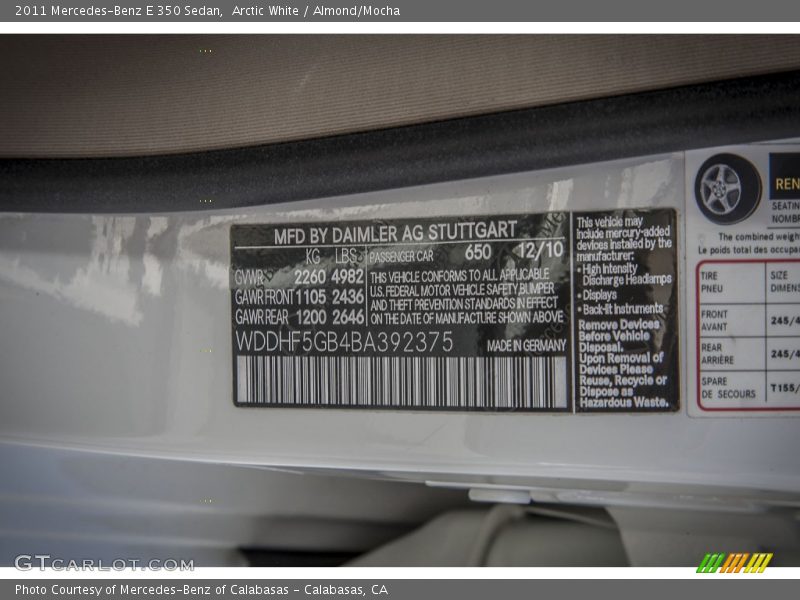 2011 Mercedes-Benz E 350 Sedan,  Arctic White / Almond/Mocha
MFD BY DAIMLER AG STUTTGART
KG LBS PASSENGER CAR 650 12/10
GVWR 2260 4982
GAWR FRONT 1105 2436
GAWR REAR 1200 2646
THIS VEHICLE CONFORMS TO ALL APPLICABLE
U.S. FEDERAL MOTOR VEHICLE SAFETY,BUMPER
AND THEFT PREVENTION STANDARDS IN EFFECT
ON THE DATE OF MANUFACTURE SHOWN ABOVE
WDDHF5GB4BA392375 MADE IN GERMANY
This vehicle may
include mercury-added
devices installed by the
manufacturer:
• High Intensity
Discharge Headlamps
• Displays
• Back-lit Instruments
Remove Devices
Before Vehicle
Disposal.
Upon Removal of
Devices Please
Reuse, Recycle or
Dispose as
Hazardous Waste.
REN
SEATIN
NOMBR
The combined weigh
Le poids total des occupa
TIRE SIZE
PNEU DIMENS
FRONT
AVANT 245/4
REAR
ARRIÈRE 245/4
SPARE
DE SECOURS T155/
GTCARLOT.COM
Photo Courtesy of Mercedes-Benz of Calabasas - Calabasas, CA